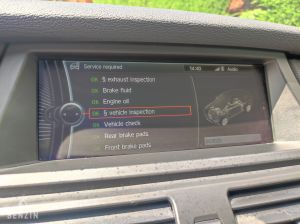 Service required
14:40
Audio
OK § exhaust inspection
OK Brake fluid
OK Engine oil
OK § vehicle inspection
OK Vehicle check
OK Rear brake pads
OK Front brake pads
BENZIN